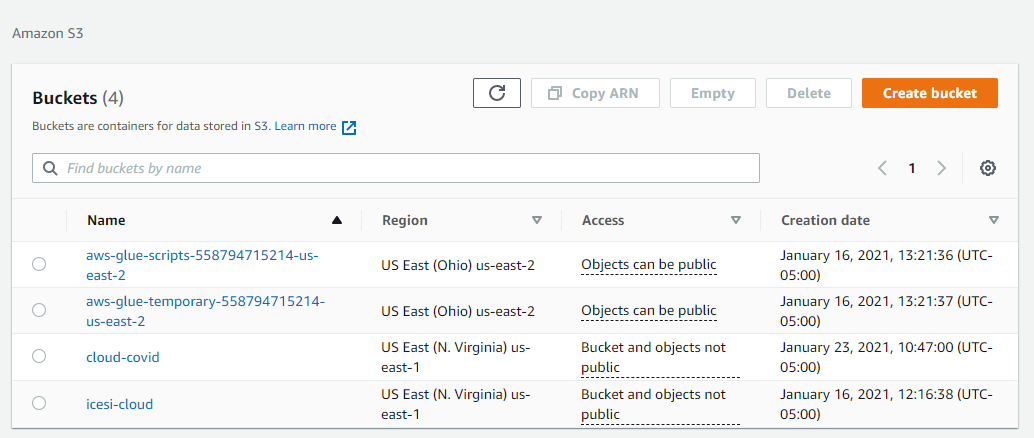 Amazon S3
Buckets (4)
Copy ARN
Empty
Delete
Create bucket
Buckets are containers for data stored in S3. Learn more
Find buckets by name
1
Name
Region
Access
Creation date
aws-glue-scripts-558794715214-us-
east-2
US East (Ohio) us-east-2
Objects can be public
January 16, 2021, 13:21:36 (UTC-
05:00)
aws-glue-temporary-558794715214-
us-east-2
US East (Ohio) us-east-2
Objects can be public
January 16, 2021, 13:21:37 (UTC-
05:00)
cloud-covid
US East (N. Virginia) us-
east-1
Bucket and objects not
public
January 23, 2021, 10:47:00 (UTC-
05:00)
icesi-cloud
US East (N. Virginia) us-
east-1
Bucket and objects not
public
January 16, 2021, 12:16:38 (UTC-
05:00)